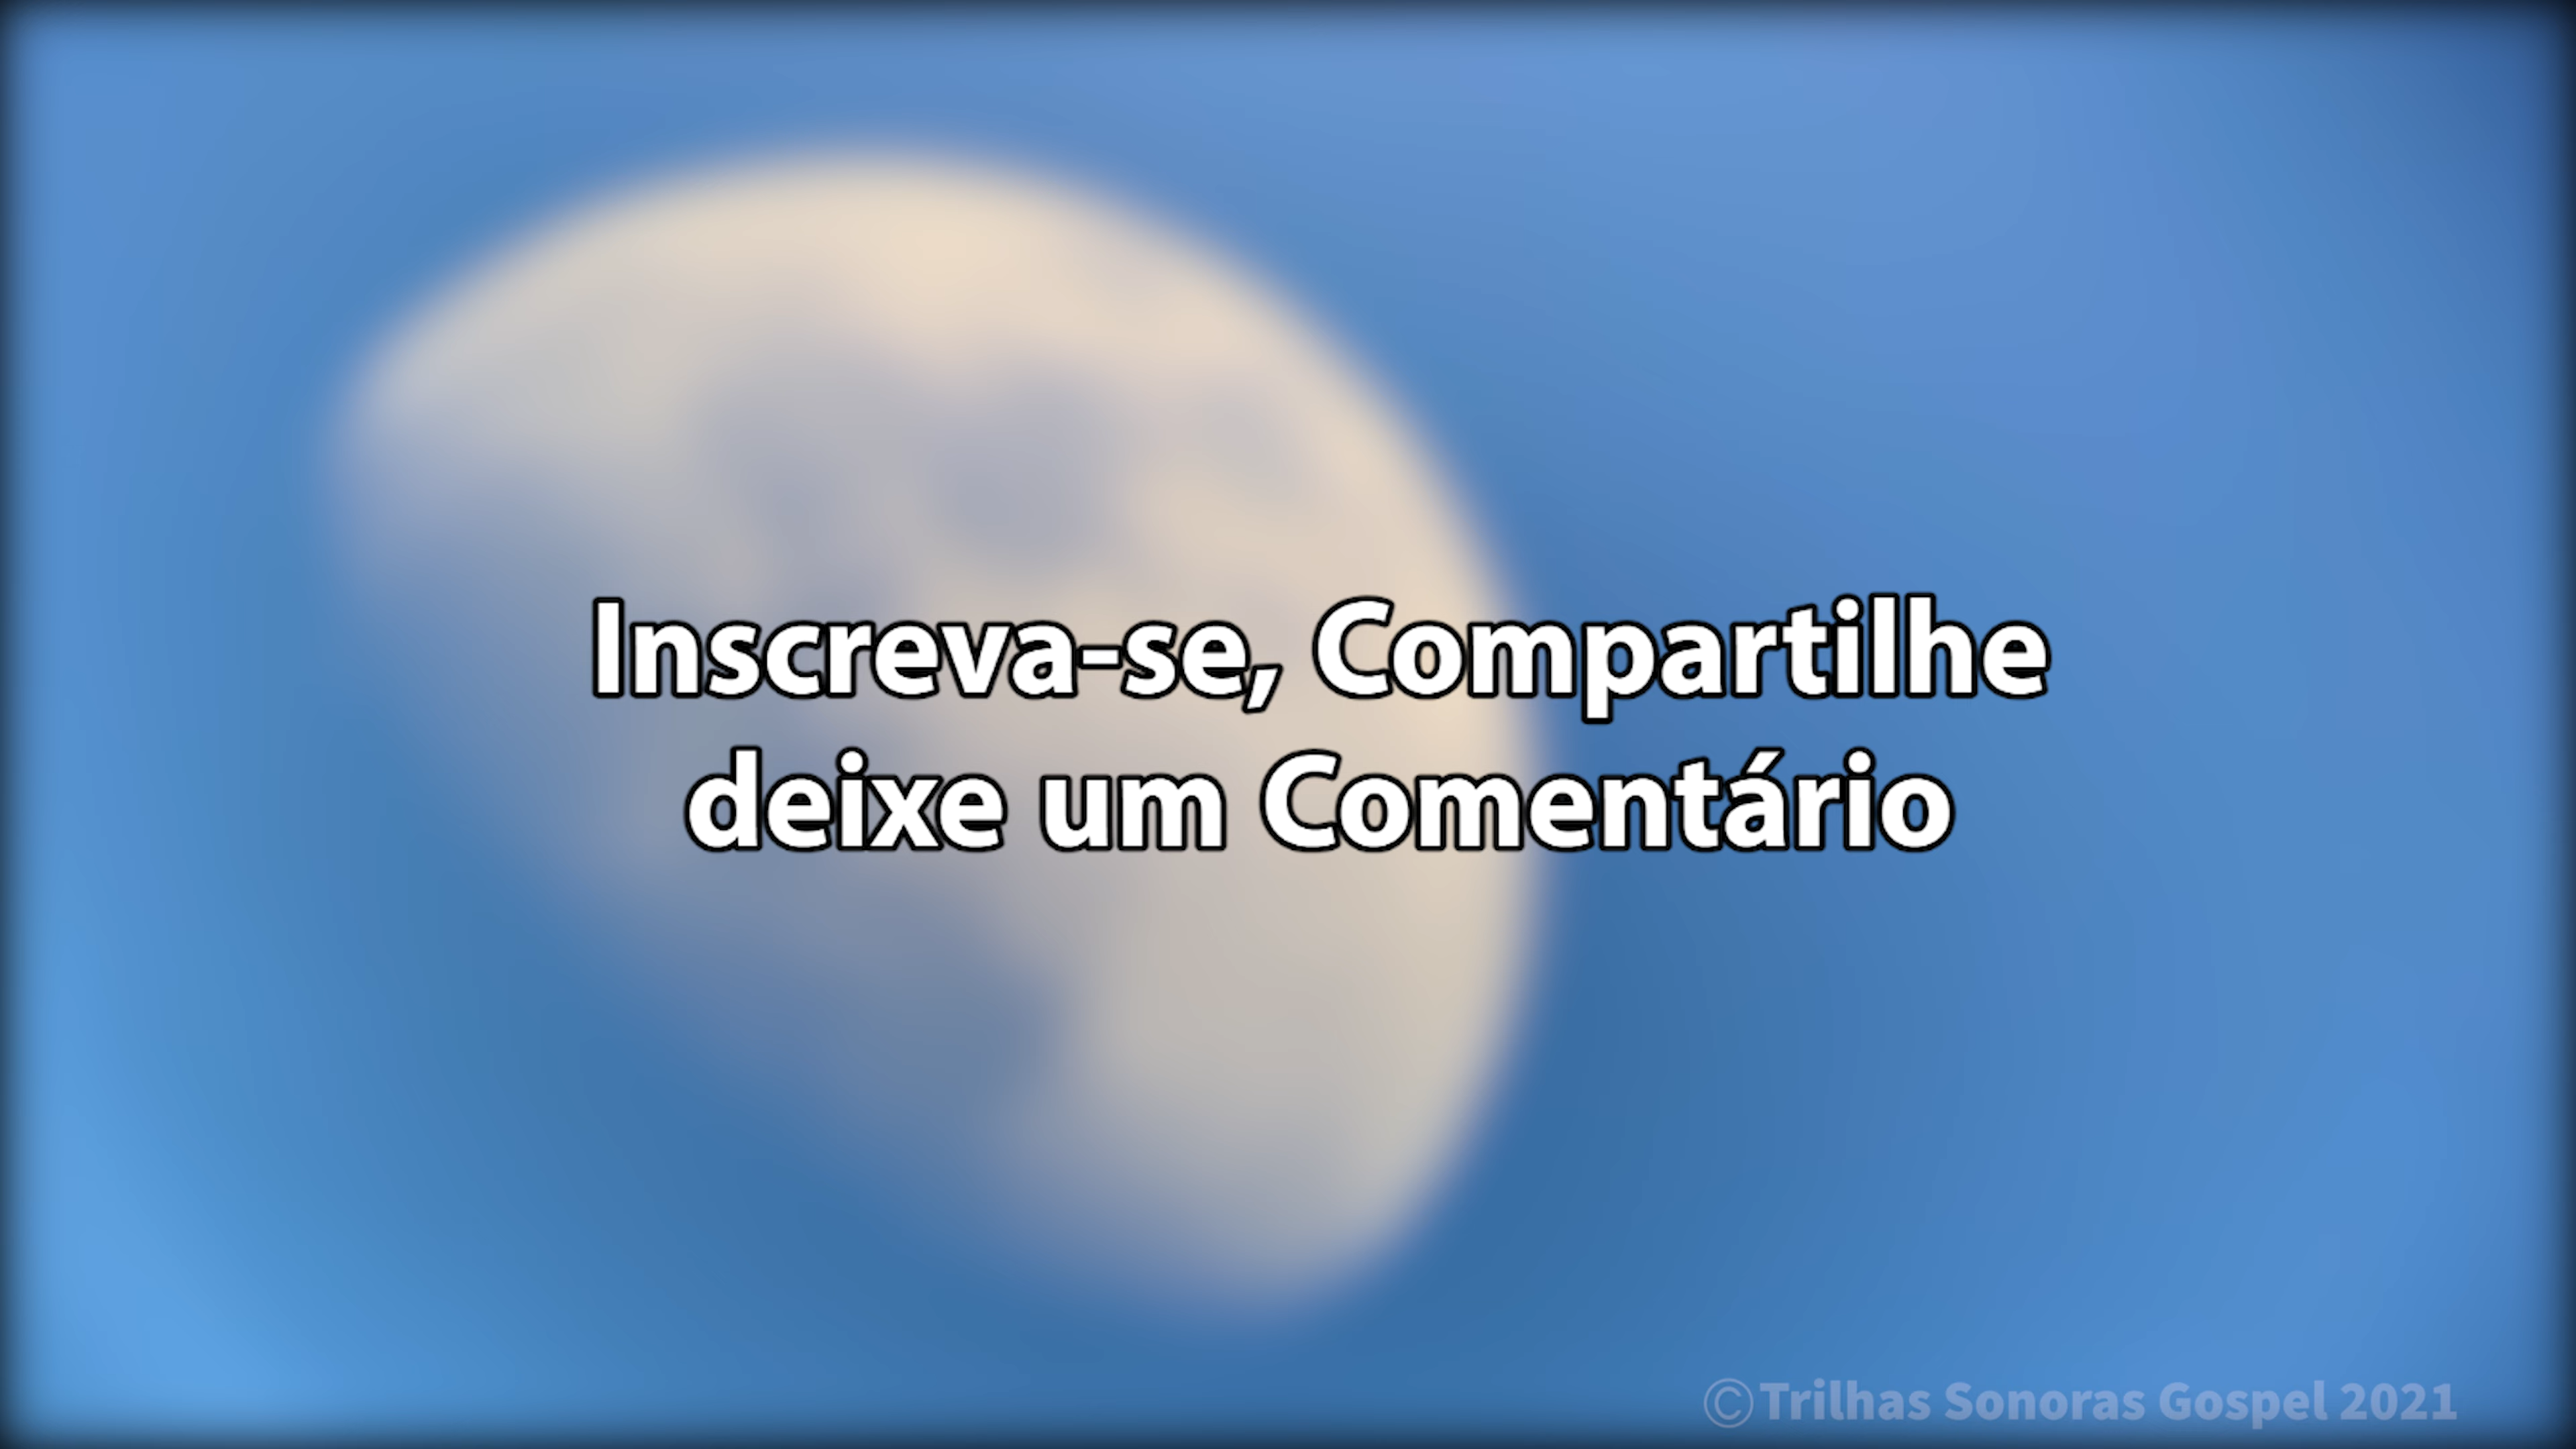 Inscreva-se, Compartilhe
deixe um Comentário
©Trilhas Sonoras Gospel 2021